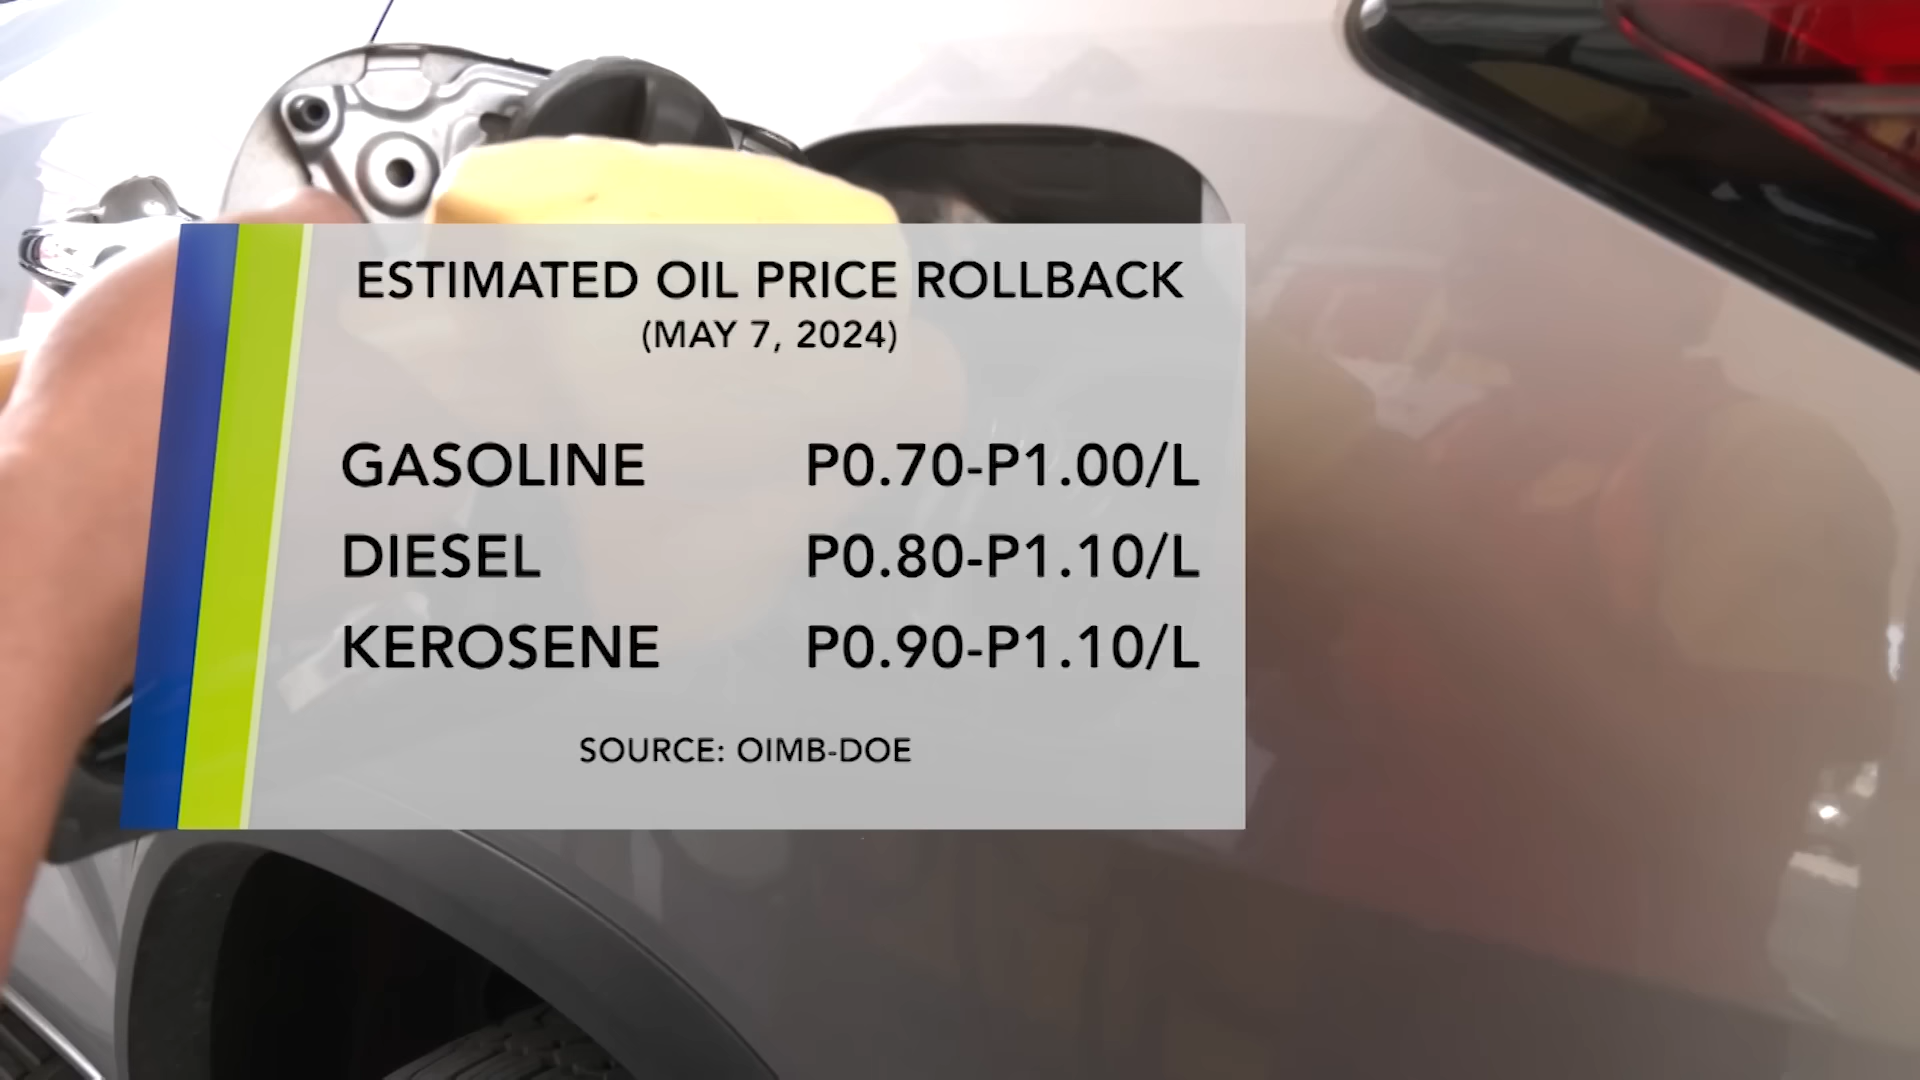 ESTIMATED OIL PRICE ROLLBACK
(MAY 7, 2024)
GASOLINE P0.70-P1.00/L
DIESEL P0.80-P1.10/L
KEROSENE P0.90-P1.10/L
SOURCE: OIMB-DOE